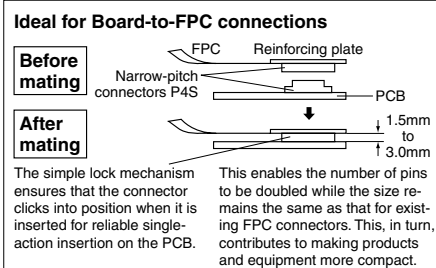 Ideal for Board-to-FPC connections
Before
mating
FPC
Reinforcing plate
Narrow-pitch
connectors P4S
PCB
After
mating
1.5mm
to
3.0mm
The simple lock mechanism
ensures that the connector
clicks into position when it is
inserted for reliable single-
action insertion on the PCB.
This enables the number of pins
to be doubled while the size re-
mains the same as that for exist-
ing FPC connectors. This, in turn,
contributes to making products
and equipment more compact.